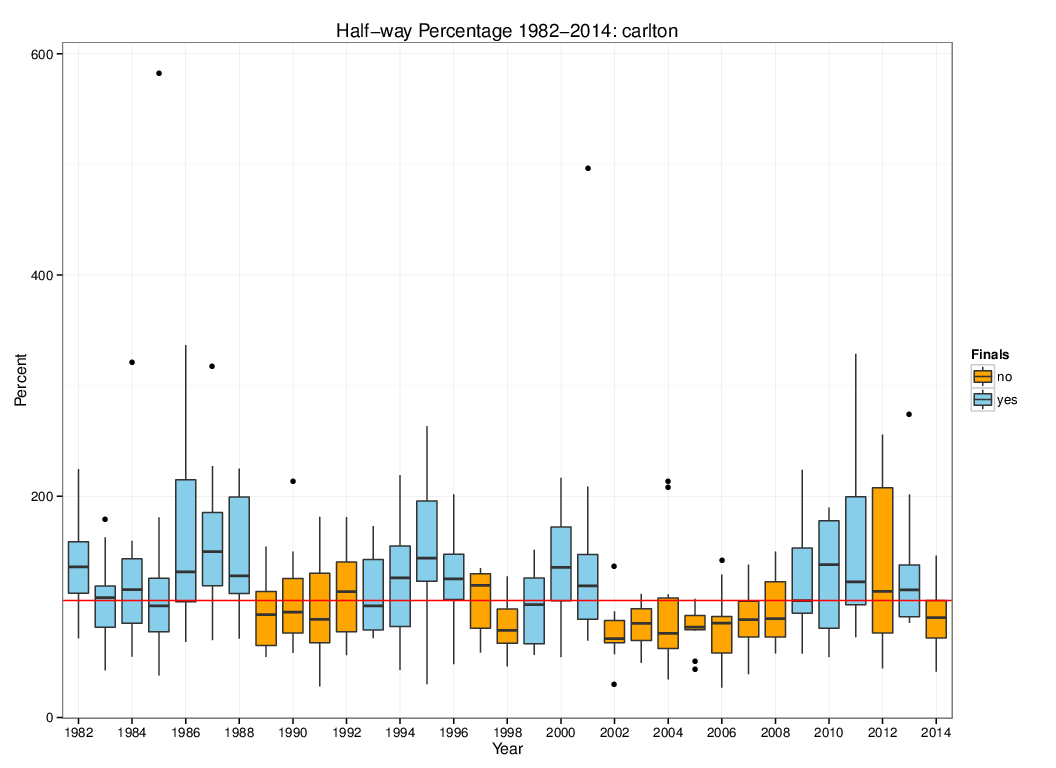 Half−way Percentage 1982−2014: carlton
600
400
200
0
Percent
1982 1984 1986 1988 1990 1992 1994 1996 1998 2000 2002 2004 2006 2008 2010 2012 2014
Year
Finals
no
yes